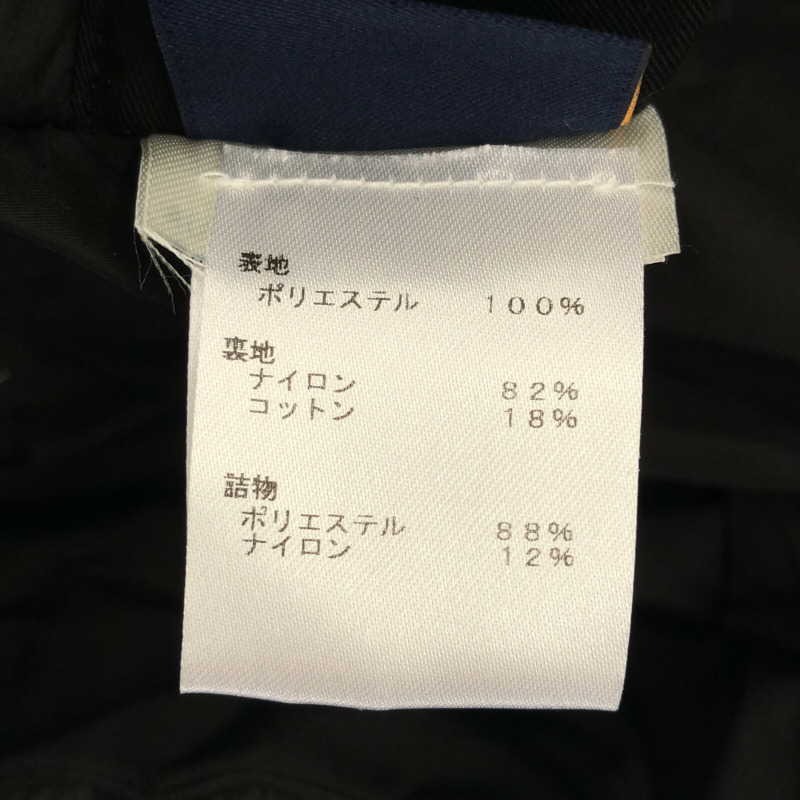 表地
ポリエステル 100%
裏地
ナイロン 82%
コットン 18%
詰物
ポリエステル 88%
ナイロン 12%